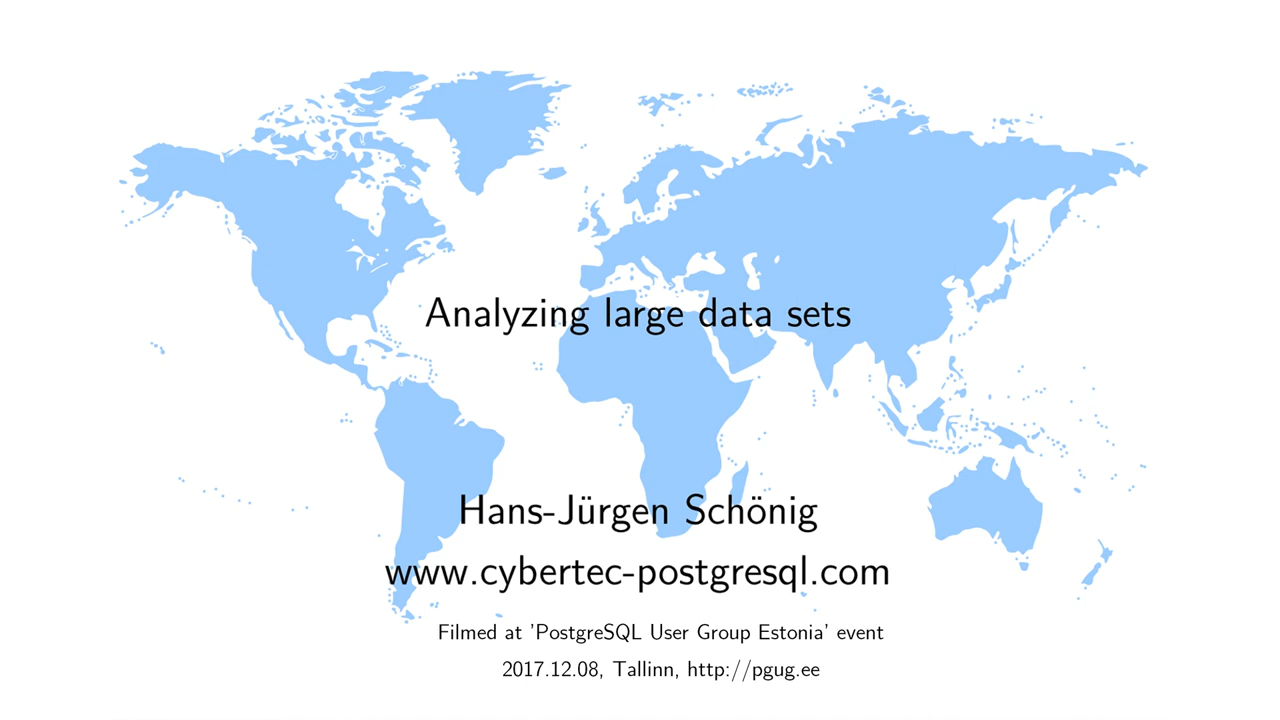 Analyzing large data sets
Hans-Jürgen Schönig
www.cybertec-postgresql.com
Filmed at 'PostgreSQL User Group Estonia' event
2017.12.08, Tallinn, http://pgug.ee